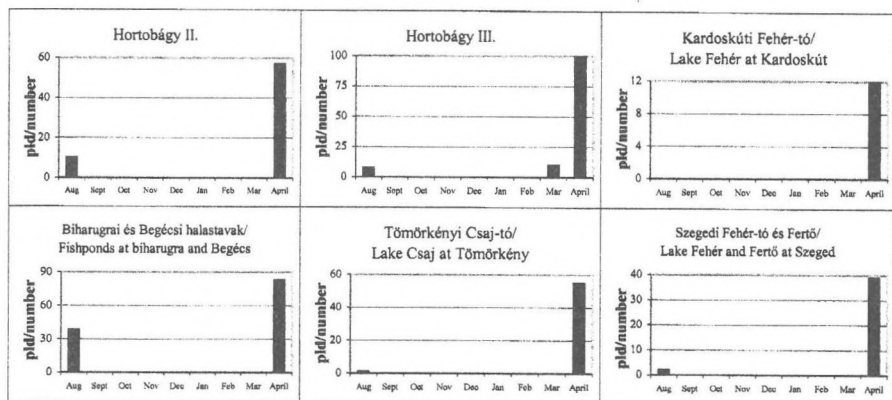 Hortobágy II.
pld/number
60
40
20
0
Aug Sept Oct Nov Dec Jan Feb Mar April
Hortobágy III.
pld/number
100
75
50
25
0
Aug Sept Oct Nov Dec Jan Feb Mar April
Kardoskúti Fehér-tó/
Lake Fehér at Kardoskút
pld/number
12
8
4
0
Aug Sept Oct Nov Dec Jan Feb Mar April
Biharugrai és Begécsi halastavak/
Fishponds at biharugra and Begécs
pld/number
90
60
30
0
Aug Sept Oct Nov Dec Jan Feb Mar April
Tömörkényi Csaj-tó/
Lake Csaj at Tömörkény
pld/number
60
40
20
0
Aug Sept Oct Nov Dec Jan Feb Mar April
Szegedi Fehér-tó és Fertő/
Lake Fehér and Fertő at Szeged
pld/number
40
30
20
10
0
Aug Sept Oct Nov Dec Jan Feb Mar April